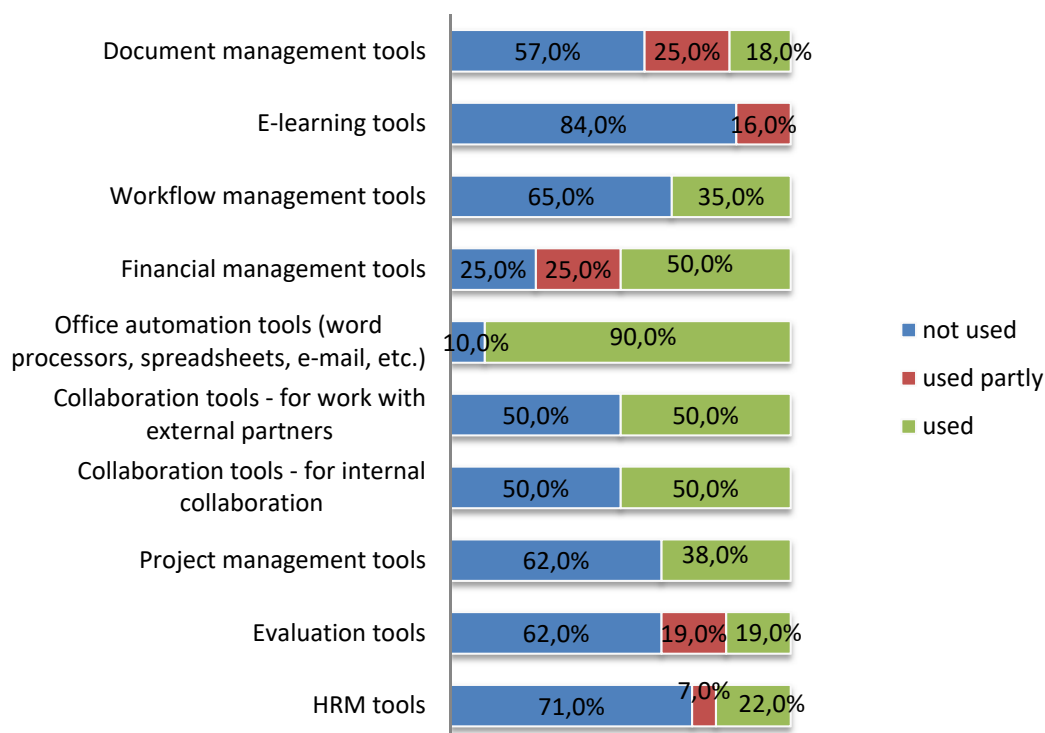 Document management tools
57,0% 25,0% 18,0%
E-learning tools
84,0% 16,0%
Workflow management tools
65,0% 35,0%
Financial management tools
25,0% 25,0% 50,0%
Office automation tools (word
processors, spreadsheets, e-mail, etc.)
10,0% 90,0%
Collaboration tools - for work with
external partners
50,0% 50,0%
Collaboration tools - for internal
collaboration
50,0% 50,0%
Project management tools
62,0% 38,0%
Evaluation tools
62,0% 19,0% 19,0%
HRM tools
71,0% 7,0% 22,0%
not used
used partly
used